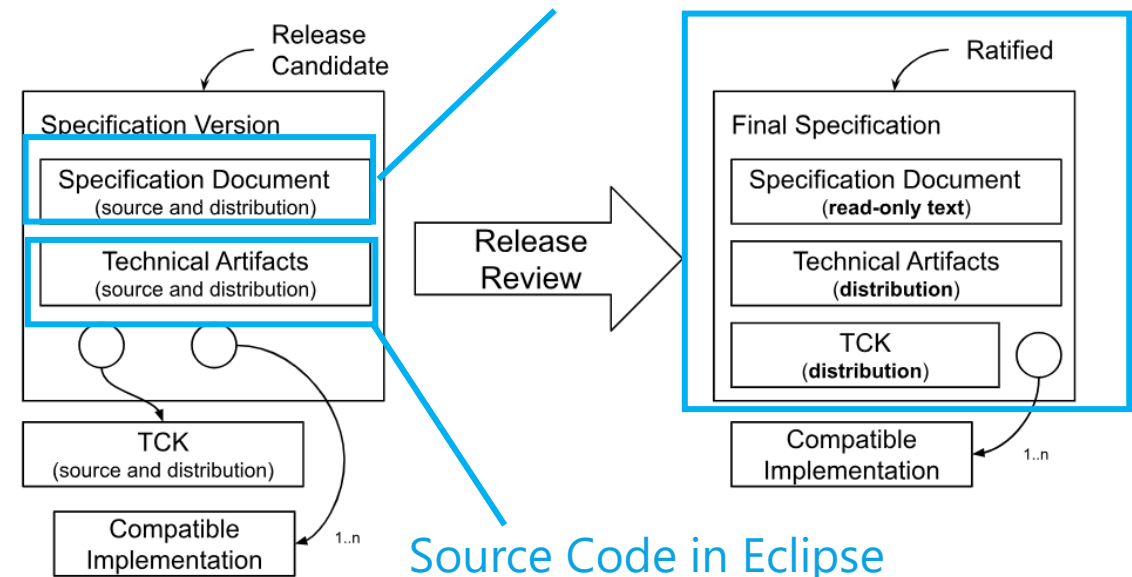 Release
Candidate
Specification Version
Specification Document
(source and distribution)
Technical Artifacts
(source and distribution)
TCK
(source and distribution)
Compatible
Implementation
1..n
Release
Review
Ratified
Final Specification
Specification Document
(read-only text)
Technical Artifacts
(distribution)
TCK
(distribution)
Compatible
Implementation
1..n
Source Code in Eclipse